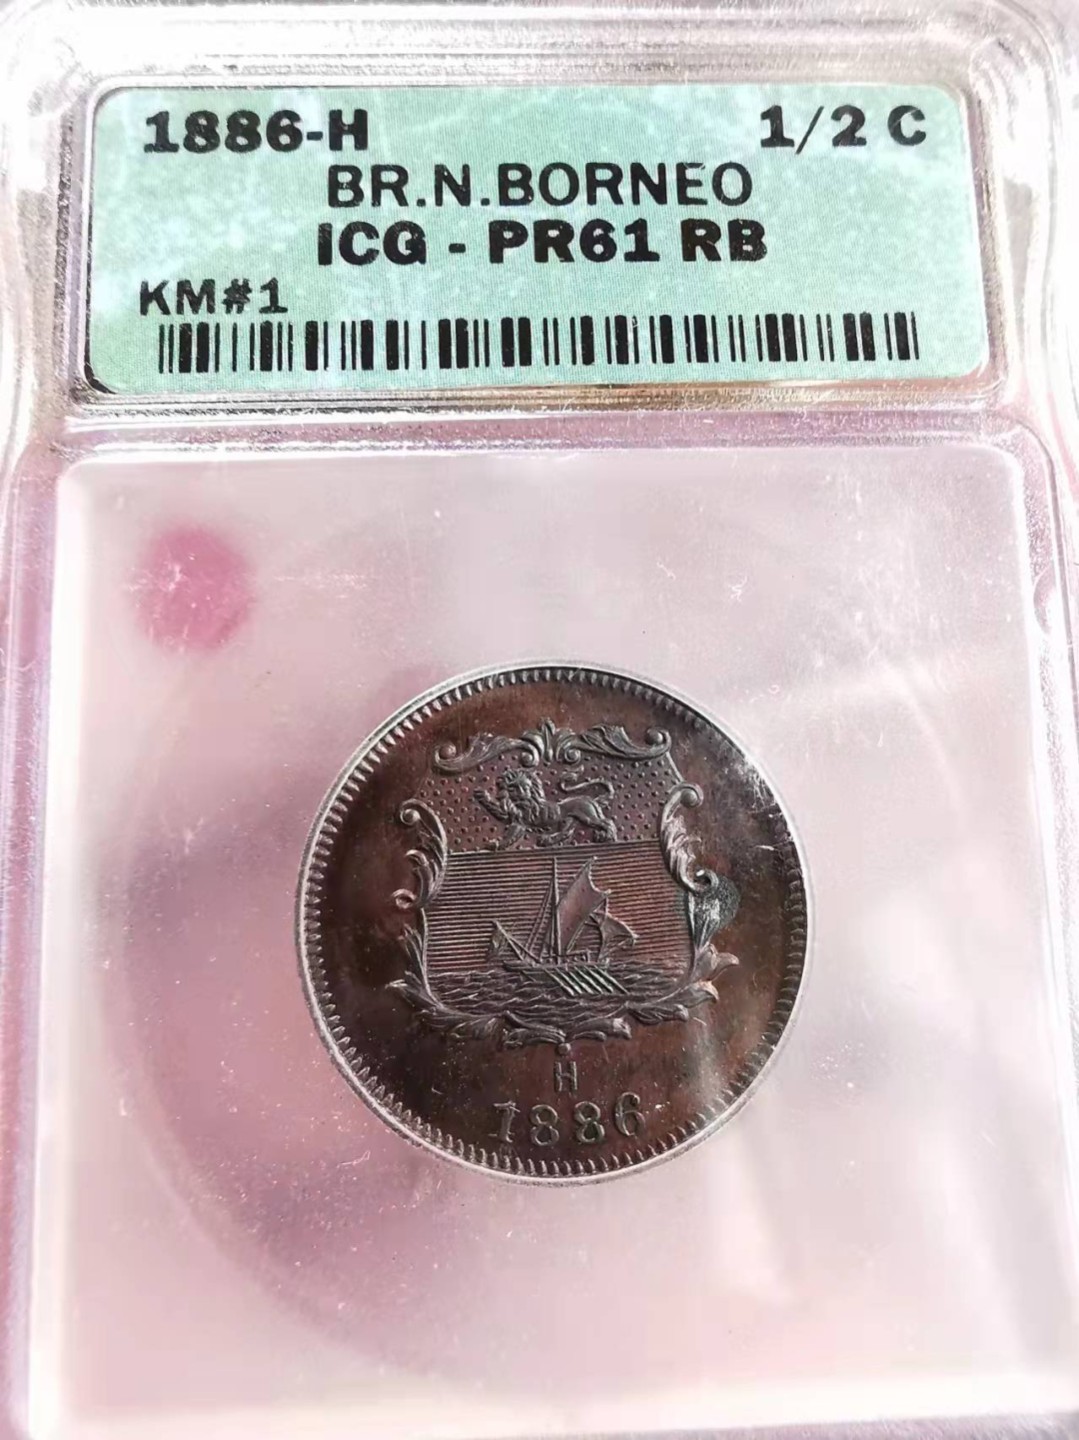 1886-H 1/2 C
BR.N.BORNEO
ICG - PR61 RB
KM#1
H
1886